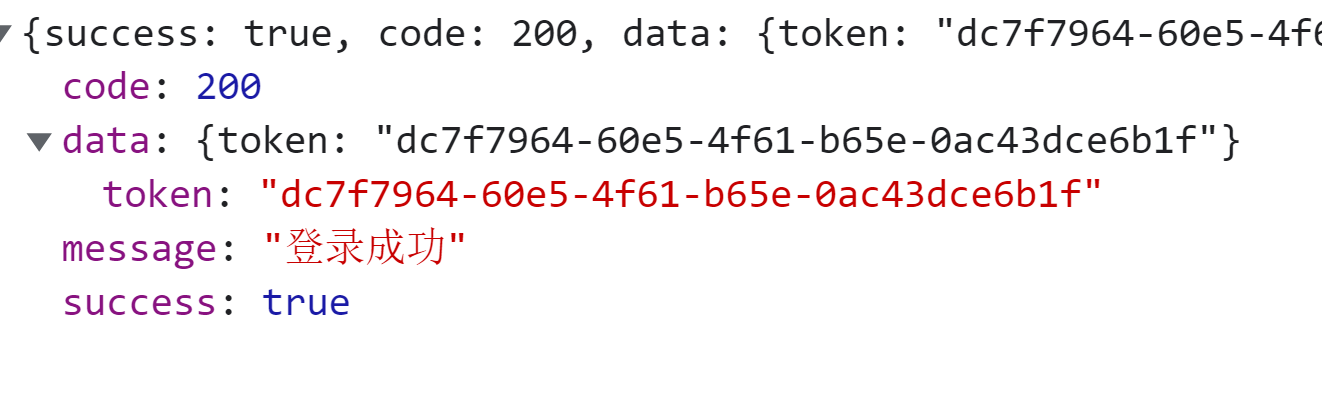 {success: true, code: 200, data: {token: "dc7f7964-60e5-4f6
code: 200
data: {token: "dc7f7964-60e5-4f61-b65e-0ac43dce6b1f"}
token: "dc7f7964-60e5-4f61-b65e-0ac43dce6b1f"
message: "登录成功"
success: true